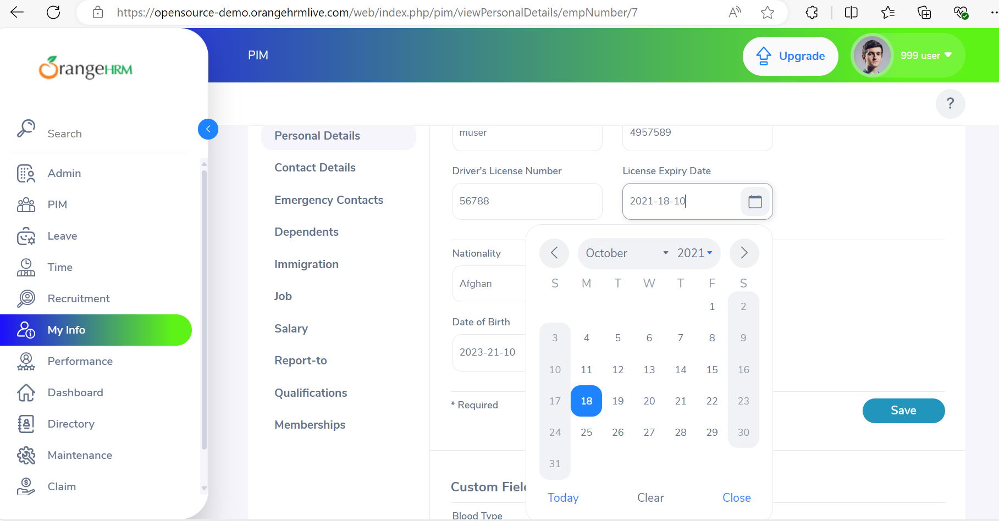 https://opensource-demo.orangehrmlive.com/web/index.php/pim/viewPersonalDetails/empNumber/7
OrangeHRM
Search
Admin
PIM
Leave
Time
Recruitment
My Info
Performance
Dashboard
Directory
Maintenance
Claim
PIM
Upgrade
999 user
?
Personal Details
Contact Details
Emergency Contacts
Dependents
Immigration
Job
Salary
Report-to
Qualifications
Memberships
muser 4957589
Driver's License Number License Expiry Date
56788 2021-18-10
Nationality
Afghan
Date of Birth
2023-21-10
* Required
Save
October 2021
S M T W T F S
1 2
3 4 5 6 7 8 9
10 11 12 13 14 15 16
17 18 19 20 21 22 23
24 25 26 27 28 29 30
31
Today Clear Close
Custom Fiel
Blood Type